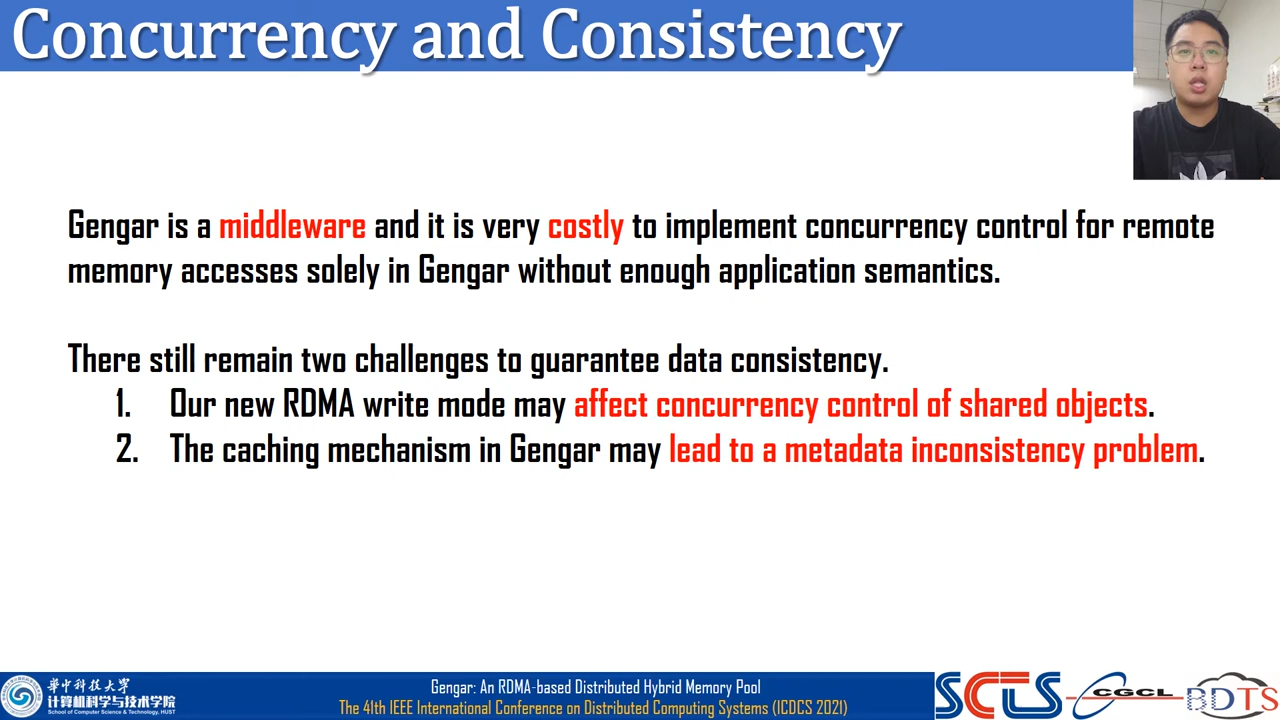 Concurrency and Consistency
Gengar is a middleware and it is very costly to implement concurrency control for remote
memory accesses solely in Gengar without enough application semantics.
There still remain two challenges to guarantee data consistency.
1. Our new RDMA write mode may affect concurrency control of shared objects.
2. The caching mechanism in Gengar may lead to a metadata inconsistency problem.
华中科技大学
计算机科学与技术学院
School of Computer Science & Technology, HUST
Gengar: An RDMA-based Distributed Hybrid Memory Pool
The 41th IEEE International Conference on Distributed Computing Systems (ICDCS 2021)
SCTS
CGCL
BDTS